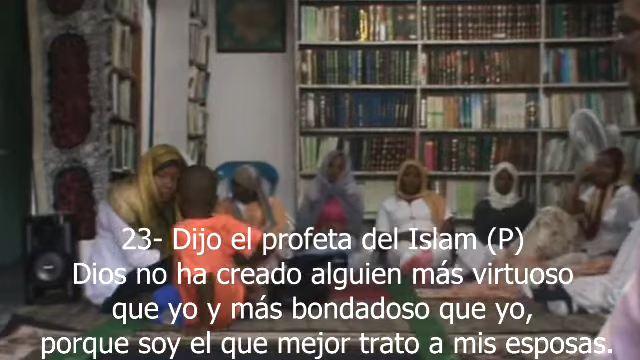 23- Dijo el profeta del Islam (P)
Dios no ha creado alguien más virtuoso
que yo y más bondadoso que yo,
porque soy el que mejor trato a mis esposas.